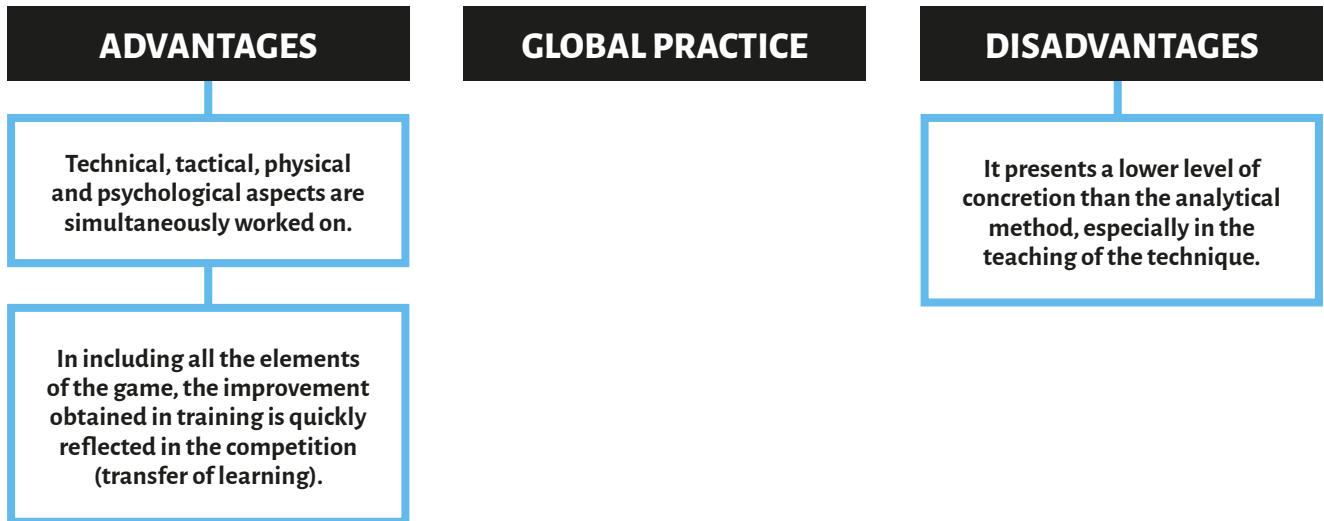 ADVANTAGES
GLOBAL PRACTICE
DISADVANTAGES
Technical, tactical, physical
and psychological aspects are
simultaneously worked on.
In including all the elements
of the game, the improvement
obtained in training is quickly
reflected in the competition
(transfer of learning).
It presents a lower level of
concretion than the analytical
method, especially in the
teaching of the technique.